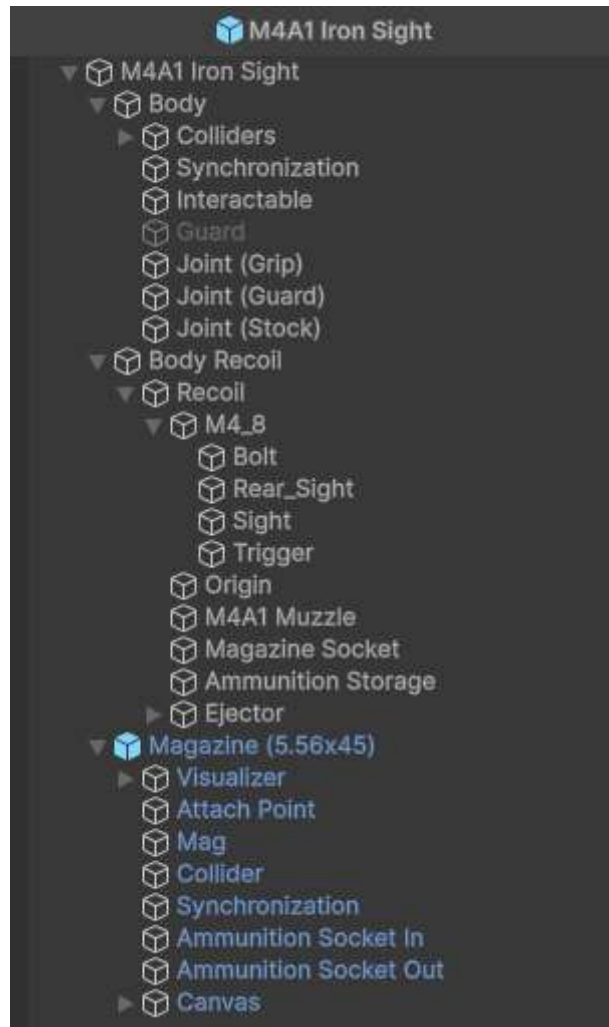 M4A1 Iron Sight
M4A1 Iron Sight
Body
Colliders
Synchronization
Interactable
Guard
Joint (Grip)
Joint (Guard)
Joint (Stock)
Body Recoil
Recoil
M4_8
Bolt
Rear_Sight
Sight
Trigger
Origin
M4A1 Muzzle
Magazine Socket
Ammunition Storage
Ejector
Magazine (5.56x45)
Visualizer
Attach Point
Mag
Collider
Synchronization
Ammunition Socket In
Ammunition Socket Out
Canvas